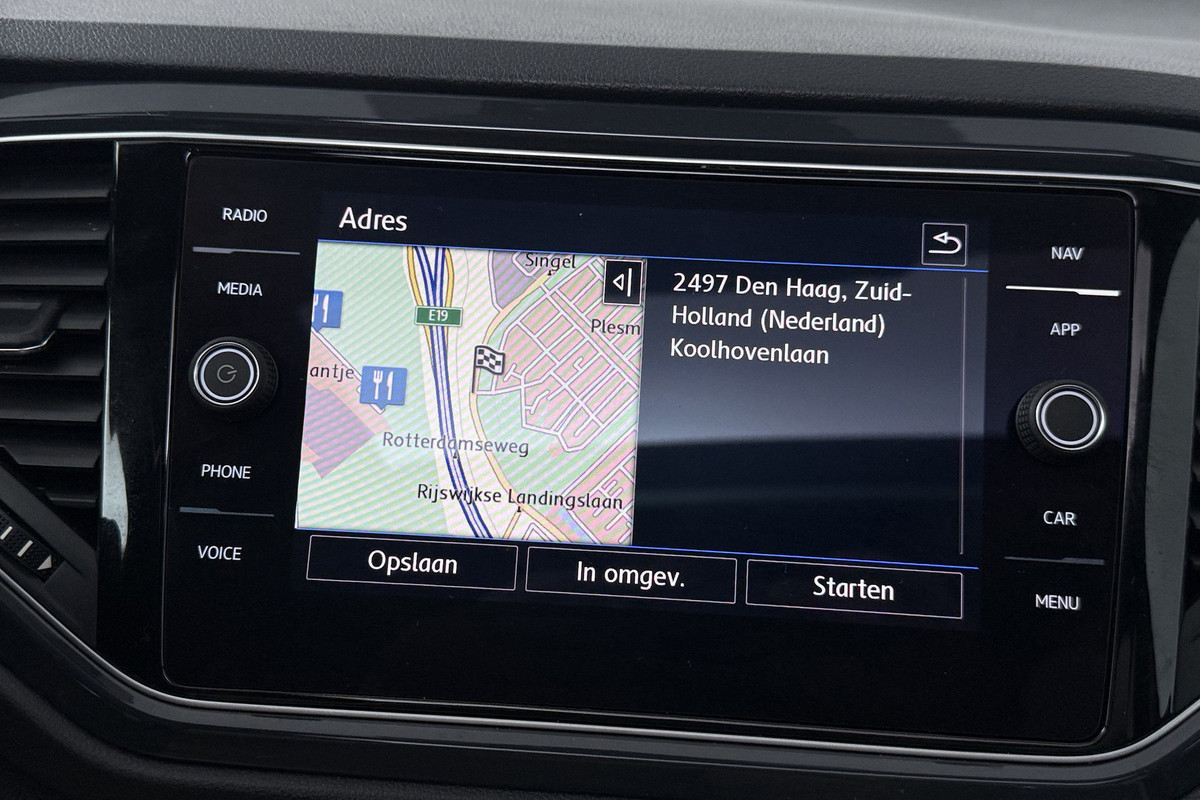 RADIO
MEDIA
PHONE
VOICE
Adres
Singel
E19
Plesm
antje
Rotterdamseweg
Rijswijkse Landingslaan
2497 Den Haag, Zuid-
Holland (Nederland)
Koolhovenlaan
Opslaan
In omgev.
Starten
NAV
APP
CAR
MENU